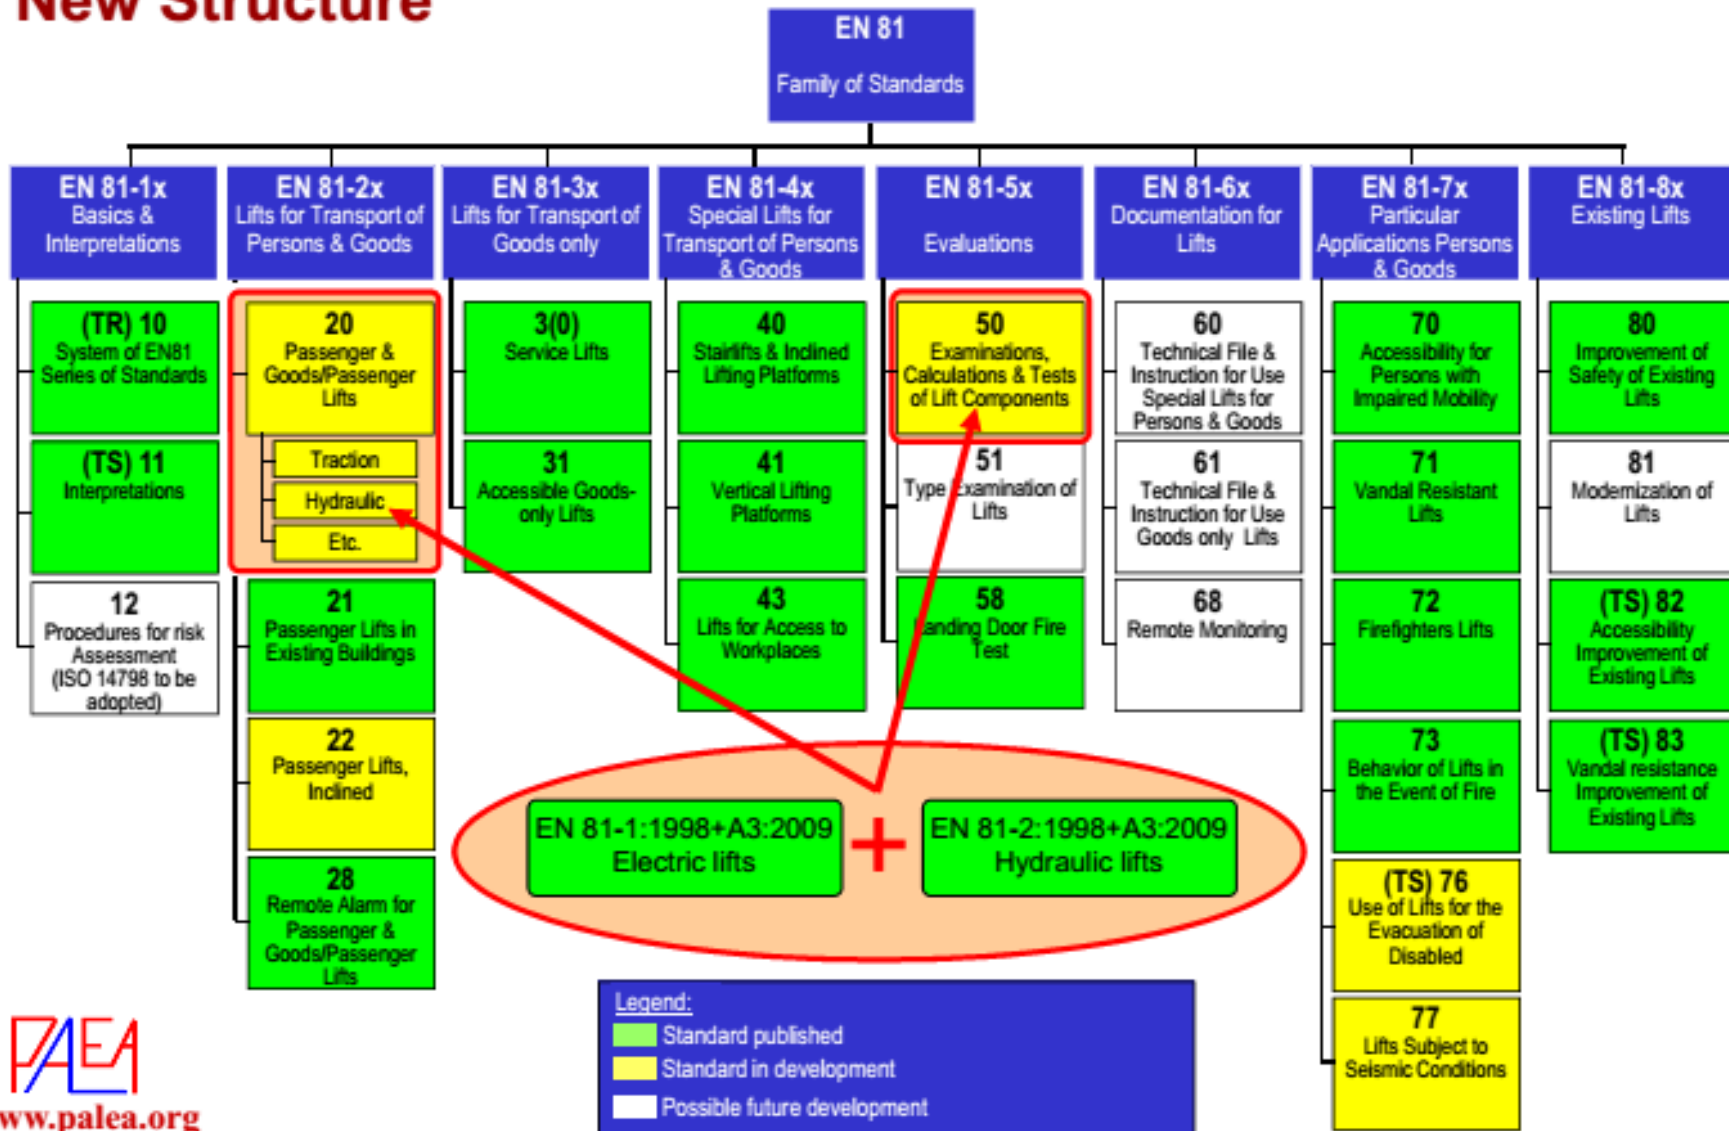 New Structure
EN 81
Family of Standards
EN 81-1x
Basics &
Interpretations
EN 81-2x
Lifts for Transport of
Persons & Goods
EN 81-3x
Lifts for Transport of
Goods only
EN 81-4x
Special Lifts for
Transport of Persons
& Goods
EN 81-5x
Evaluations
EN 81-6x
Documentation for
Lifts
EN 81-7x
Particular
Applications Persons
& Goods
EN 81-8x
Existing Lifts
(TR) 10
System of EN81
Series of Standards
(TS) 11
Interpretations
12
Procedures for risk
Assessment
(ISO 14798 to be
adopted)
20
Passenger &
Goods/Passenger
Lifts
Traction
Hydraulic
Etc.
21
Passenger Lifts in
Existing Buildings
22
Passenger Lifts,
Inclined
28
Remote Alarm for
Passenger &
Goods/Passenger
Lifts
3(0)
Service Lifts
31
Accessible Goods-
only Lifts
40
Stairlifts & Inclined
Lifting Platforms
41
Vertical Lifting
Platforms
43
Lifts for Access to
Workplaces
50
Examinations,
Calculations & Tests
of Lift Components
51
Type Examination of
Lifts
58
Landing Door Fire
Test
60
Technical File &
Instruction for Use
Special Lifts for
Persons & Goods
61
Technical File &
Instruction for Use
Goods only Lifts
68
Remote Monitoring
70
Accessibility for
Persons with
Impaired Mobility
71
Vandal Resistant
Lifts
72
Firefighters Lifts
73
Behavior of Lifts in
the Event of Fire
(TS) 76
Use of Lifts for the
Evacuation of
Disabled
77
Lifts Subject to
Seismic Conditions
80
Improvement of
Safety of Existing
Lifts
81
Modernization of
Lifts
(TS) 82
Accessibility
Improvement of
Existing Lifts
(TS) 83
Vandal resistance
Improvement of
Existing Lifts
EN 81-1:1998+A3:2009
Electric lifts
+
EN 81-2:1998+A3:2009
Hydraulic lifts
Legend:
Standard published
Standard in development
Possible future development
PALEA
ww.palea.org